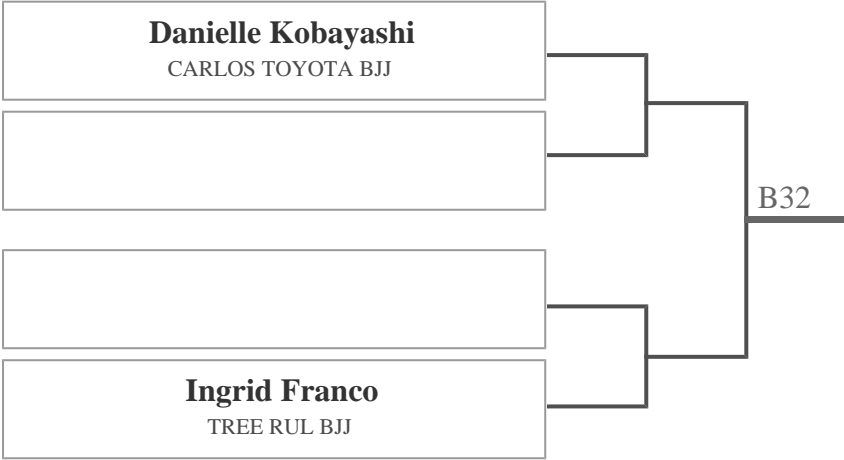 Danielle Kobayashi
CARLOS TOYOTA BJJ
B32
Ingrid Franco
TREE RUL BJJ